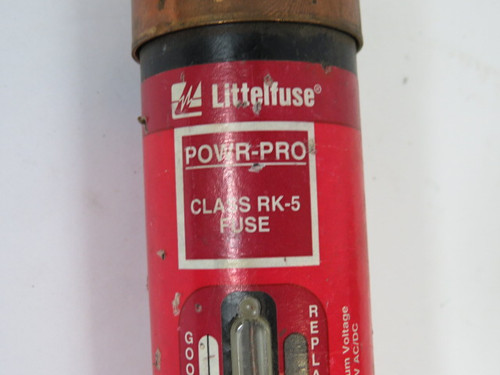 Littelfuse®
POWR-PRO
CLASS RK-5
FUSE
GOO
REPLA
um Voltage
V AC/DC